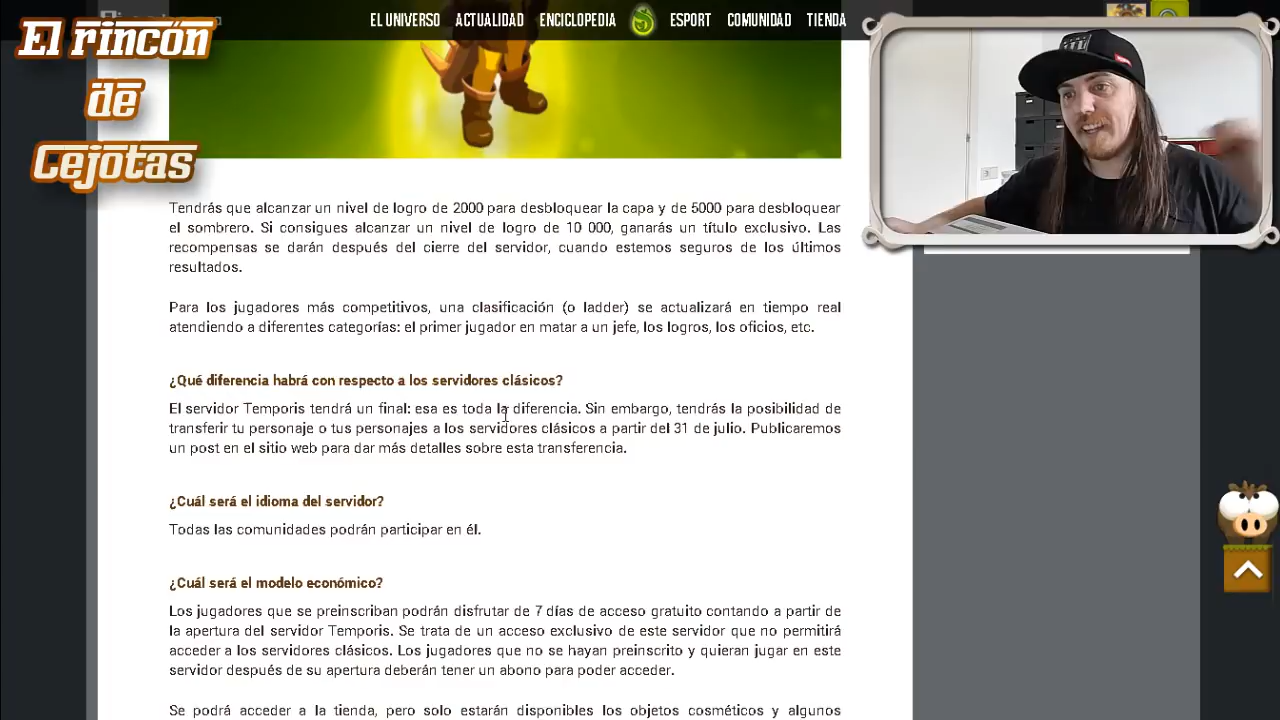 EL UNIVERSO ACTUALIDAD ENCICLOPEDIA ESPORT COMUNIDAD TIENDA
El rincón
de
Cejotas
Tendrás que alcanzar un nivel de logro de 2000 para desbloquear la capa y de 5000 para desbloquear
el sombrero. Si consigues alcanzar un nivel de logro de 10 000, ganarás un título exclusivo. Las
recompensas se darán después del cierre del servidor, cuando estemos seguros de los últimos
resultados.
Para los jugadores más competitivos, una clasificación (o ladder) se actualizará en tiempo real
atendiendo a diferentes categorías: el primer jugador en matar a un jefe, los logros, los oficios, etc.
¿Qué diferencia habrá con respecto a los servidores clásicos?
El servidor Temporis tendrá un final: esa es toda la diferencia. Sin embargo, tendrás la posibilidad de
transferir tu personaje o tus personajes a los servidores clásicos a partir del 31 de julio. Publicaremos
un post en el sitio web para dar más detalles sobre esta transferencia.
¿Cuál será el idioma del servidor?
Todas las comunidades podrán participar en él.
¿Cuál será el modelo económico?
Los jugadores que se preinscriban podrán disfrutar de 7 días de acceso gratuito contando a partir de
la apertura del servidor Temporis. Se trata de un acceso exclusivo de este servidor que no permitirá
acceder a los servidores clásicos. Los jugadores que no se hayan preinscrito y quieran jugar en este
servidor después de su apertura deberán tener un abono para poder acceder.
Se podrá acceder a la tienda, pero solo estarán disponibles los objetos cosméticos y algunos